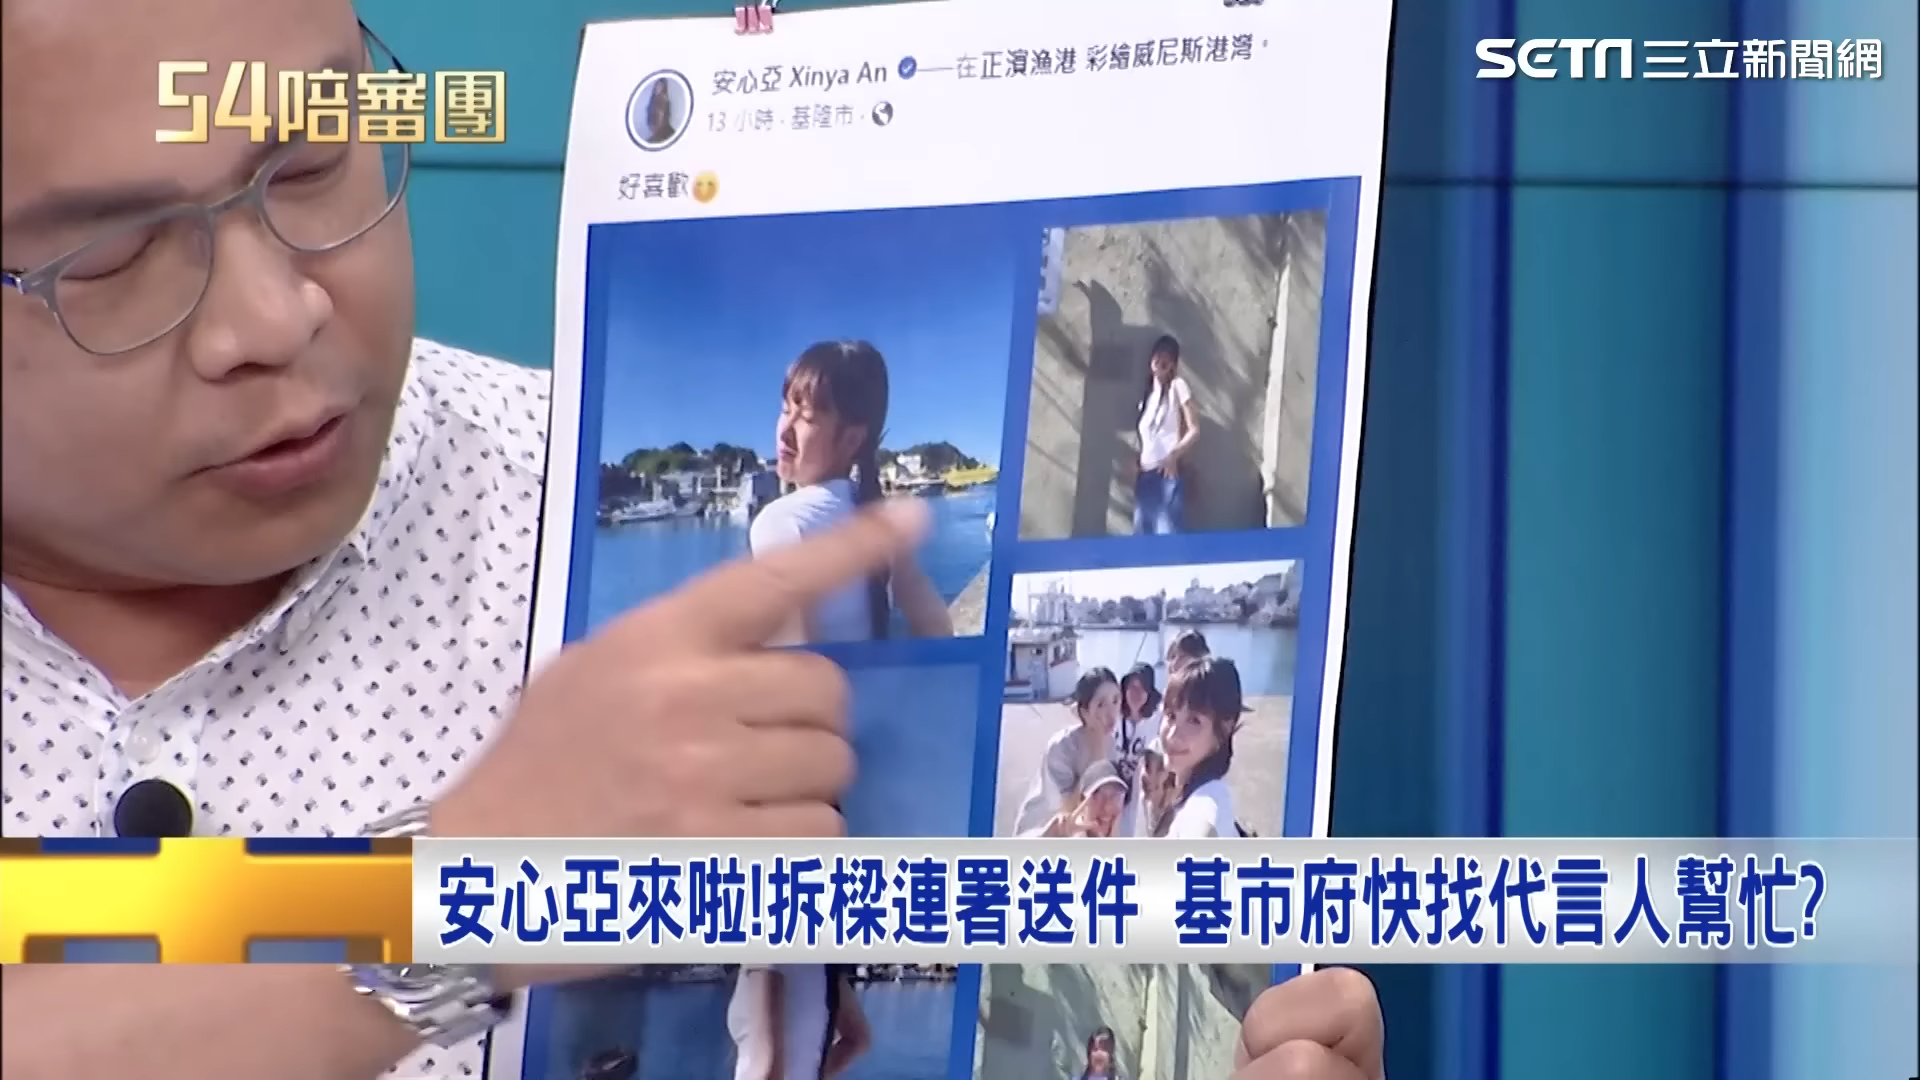 54陪審團
SETN三立新聞網
安心亞 Xinya An ——在正濱漁港 彩繪威尼斯港灣。
13 小時 · 基隆市 ·
好喜歡😊
安心亞來啦!拆樑連署送件 基市府快找代言人幫忙?